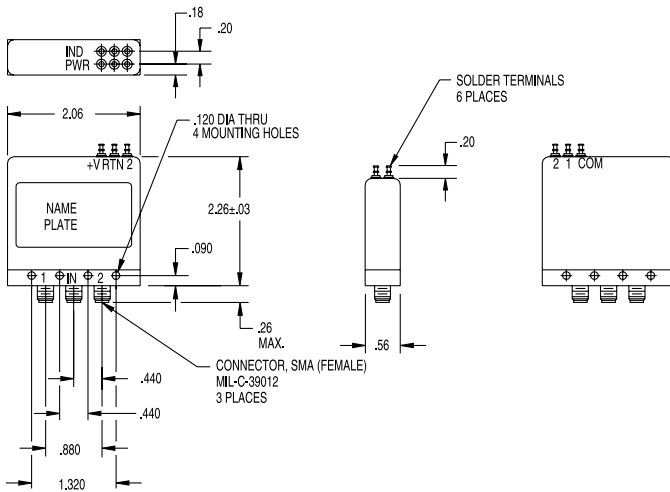 .18
.20
IND
PWR
2.06
.120 DIA THRU
4 MOUNTING HOLES
SOLDER TERMINALS
6 PLACES
.20
+V RTN 2
2 1 COM
NAME
PLATE
2.26±.03
.090
1 IN 2
.26
MAX.
.56
CONNECTOR, SMA (FEMALE)
MIL-C-39012
3 PLACES
.440
.440
.880
1.320